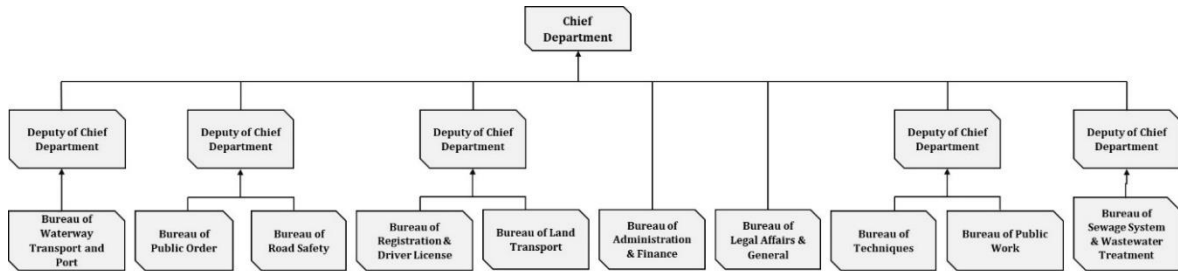 Chief
Department
Deputy of Chief
Department
Deputy of Chief
Department
Deputy of Chief
Department
Deputy of Chief
Department
Deputy of Chief
Department
Bureau of
Waterway
Transport and
Port
Bureau of
Public Order
Bureau of
Road Safety
Bureau of
Registration &
Driver License
Bureau of Land
Transport
Bureau of
Administration
& Finance
Bureau of
Legal Affairs &
General
Bureau of
Techniques
Bureau of Public
Work
Bureau of
Sewage System
& Wastewater
Treatment